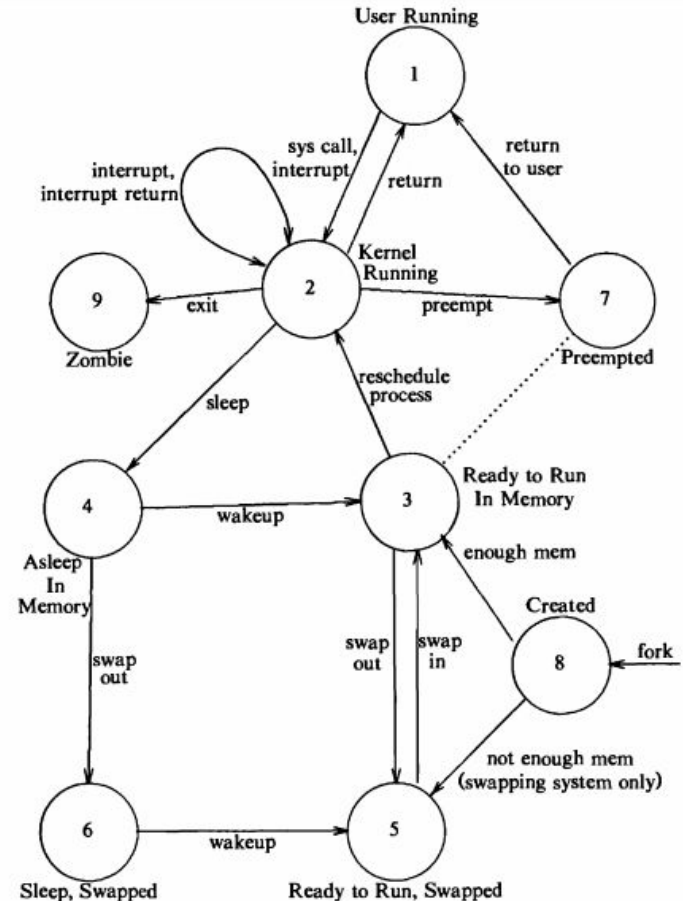 User Running
1
sys call,
interrupt
return
return
to user
interrupt,
interrupt return
Kernel
Running
2
9
exit
Zombie
preempt
7
Preempted
sleep
reschedule
process
4
Asleep
In
Memory
wakeup
3
Ready to Run
In Memory
enough mem
Created
8
fork
swap
out
swap
out
swap
in
not enough mem
(swapping system only)
6
Sleep, Swapped
wakeup
5
Ready to Run, Swapped